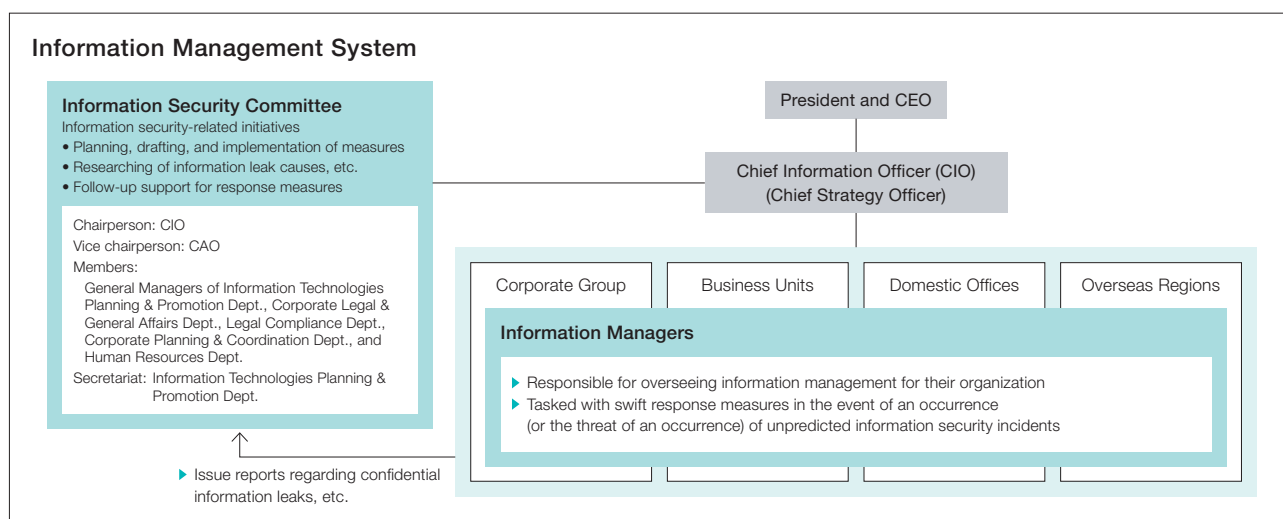 Information Management System
Information Security Committee
Information security-related initiatives
• Planning, drafting, and implementation of measures
• Researching of information leak causes, etc.
• Follow-up support for response measures
Chairperson: CIO
Vice chairperson: CAO
Members:
General Managers of Information Technologies
Planning & Promotion Dept., Corporate Legal &
General Affairs Dept., Legal Compliance Dept.,
Corporate Planning & Coordination Dept., and
Human Resources Dept.
Secretariat: Information Technologies Planning &
Promotion Dept.
President and CEO
Chief Information Officer (CIO)
(Chief Strategy Officer)
Corporate Group
Business Units
Domestic Offices
Overseas Regions
Information Managers
Responsible for overseeing information management for their organization
Tasked with swift response measures in the event of an occurrence
(or the threat of an occurrence) of unpredicted information security incidents
Issue reports regarding confidential
information leaks, etc.